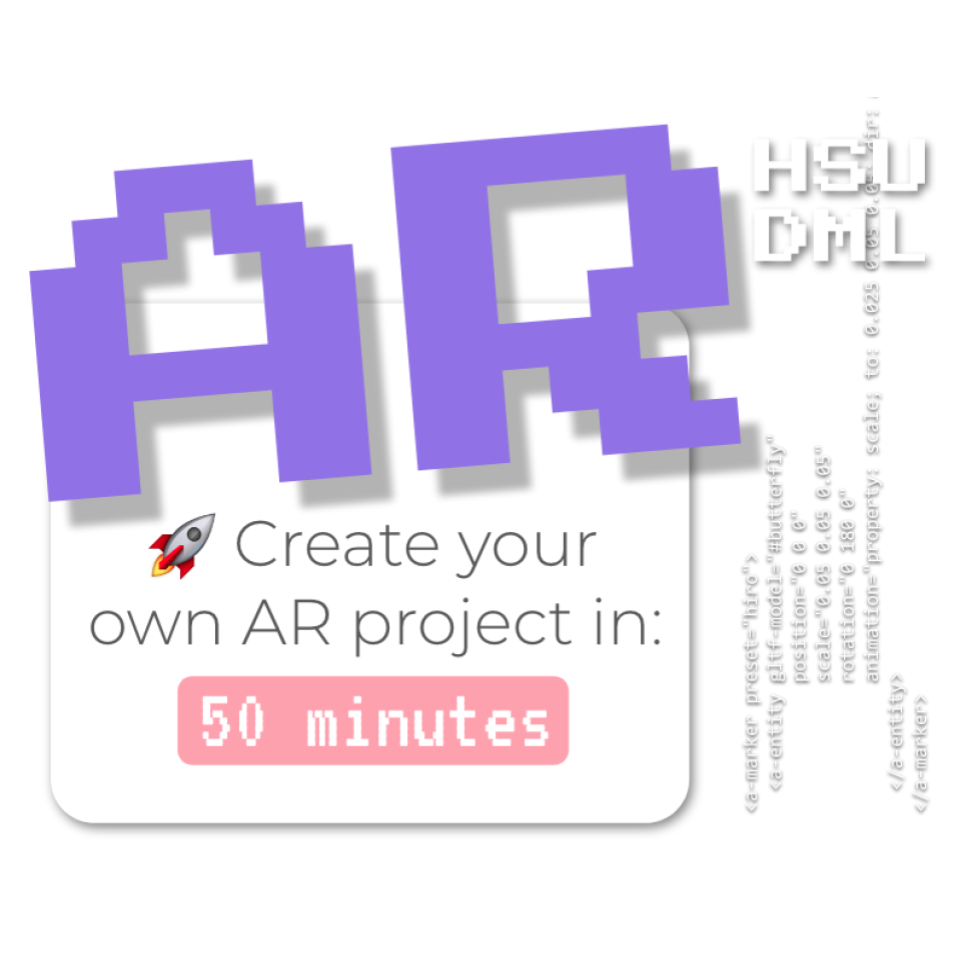 AR
HSU
DML
🚀 Create your
own AR project in:
50 minutes
<a-marker preset="hiro">
<a-entity gltf-model="#butterfly"
position="0 0 0"
scale="0.05 0.05 0.05"
rotation="0 180 0"
animation="property: scale; to: 0.025 0.05 0.05; dir:
</a-entity>
</a-marker>